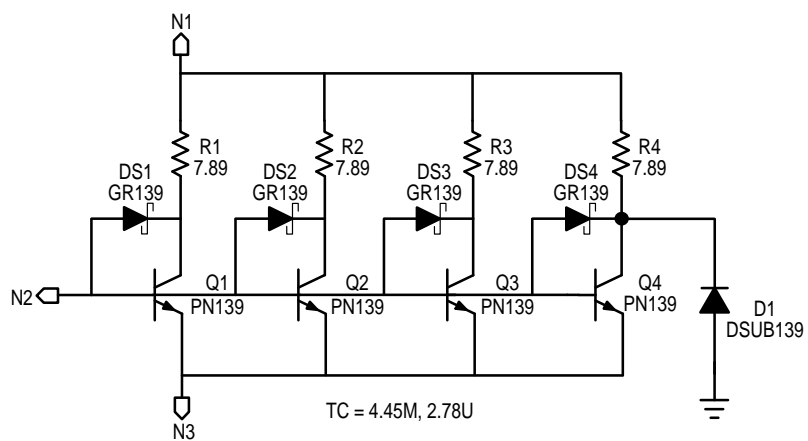 N1
R1
7.89
R2
7.89
R3
7.89
R4
7.89
DS1
GR139
DS2
GR139
DS3
GR139
DS4
GR139
N2
Q1
PN139
Q2
PN139
Q3
PN139
Q4
PN139
D1
DSUB139
N3
TC = 4.45M, 2.78U